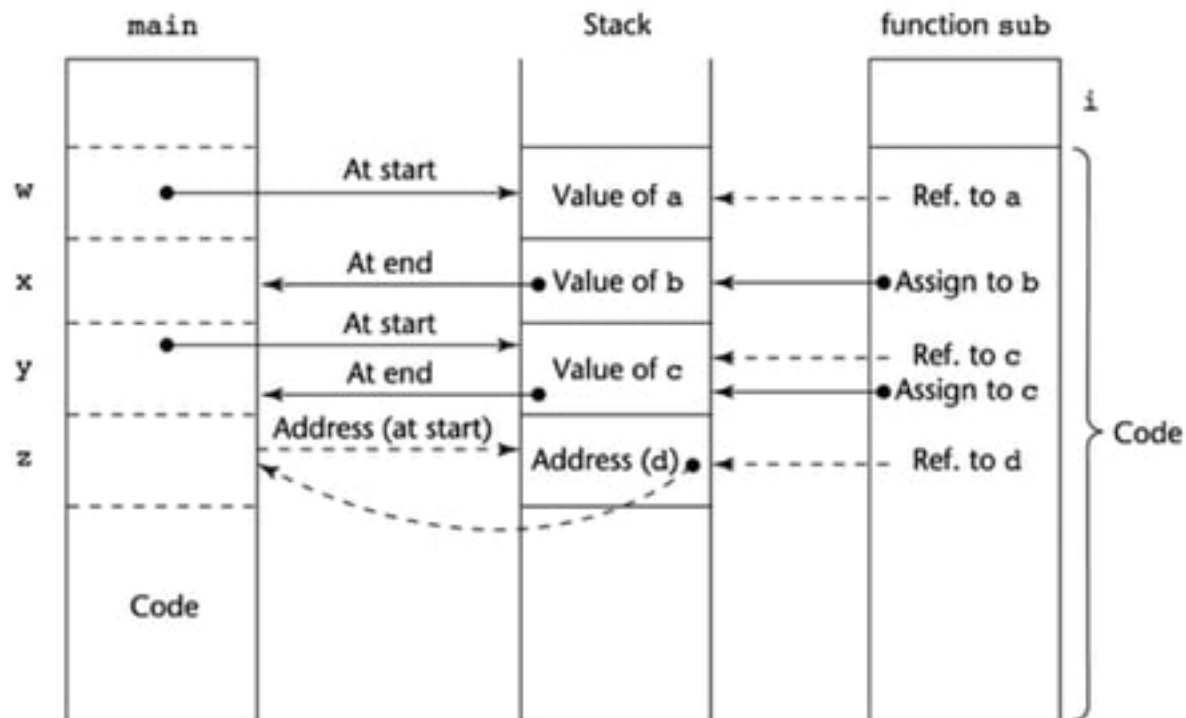 main Stack function sub
i
w At start Value of a Ref. to a
x At end Value of b Assign to b
At start
y Value of c Ref. to c
At end Assign to c
Address (at start)
z Address (d) Ref. to d
Code
Code